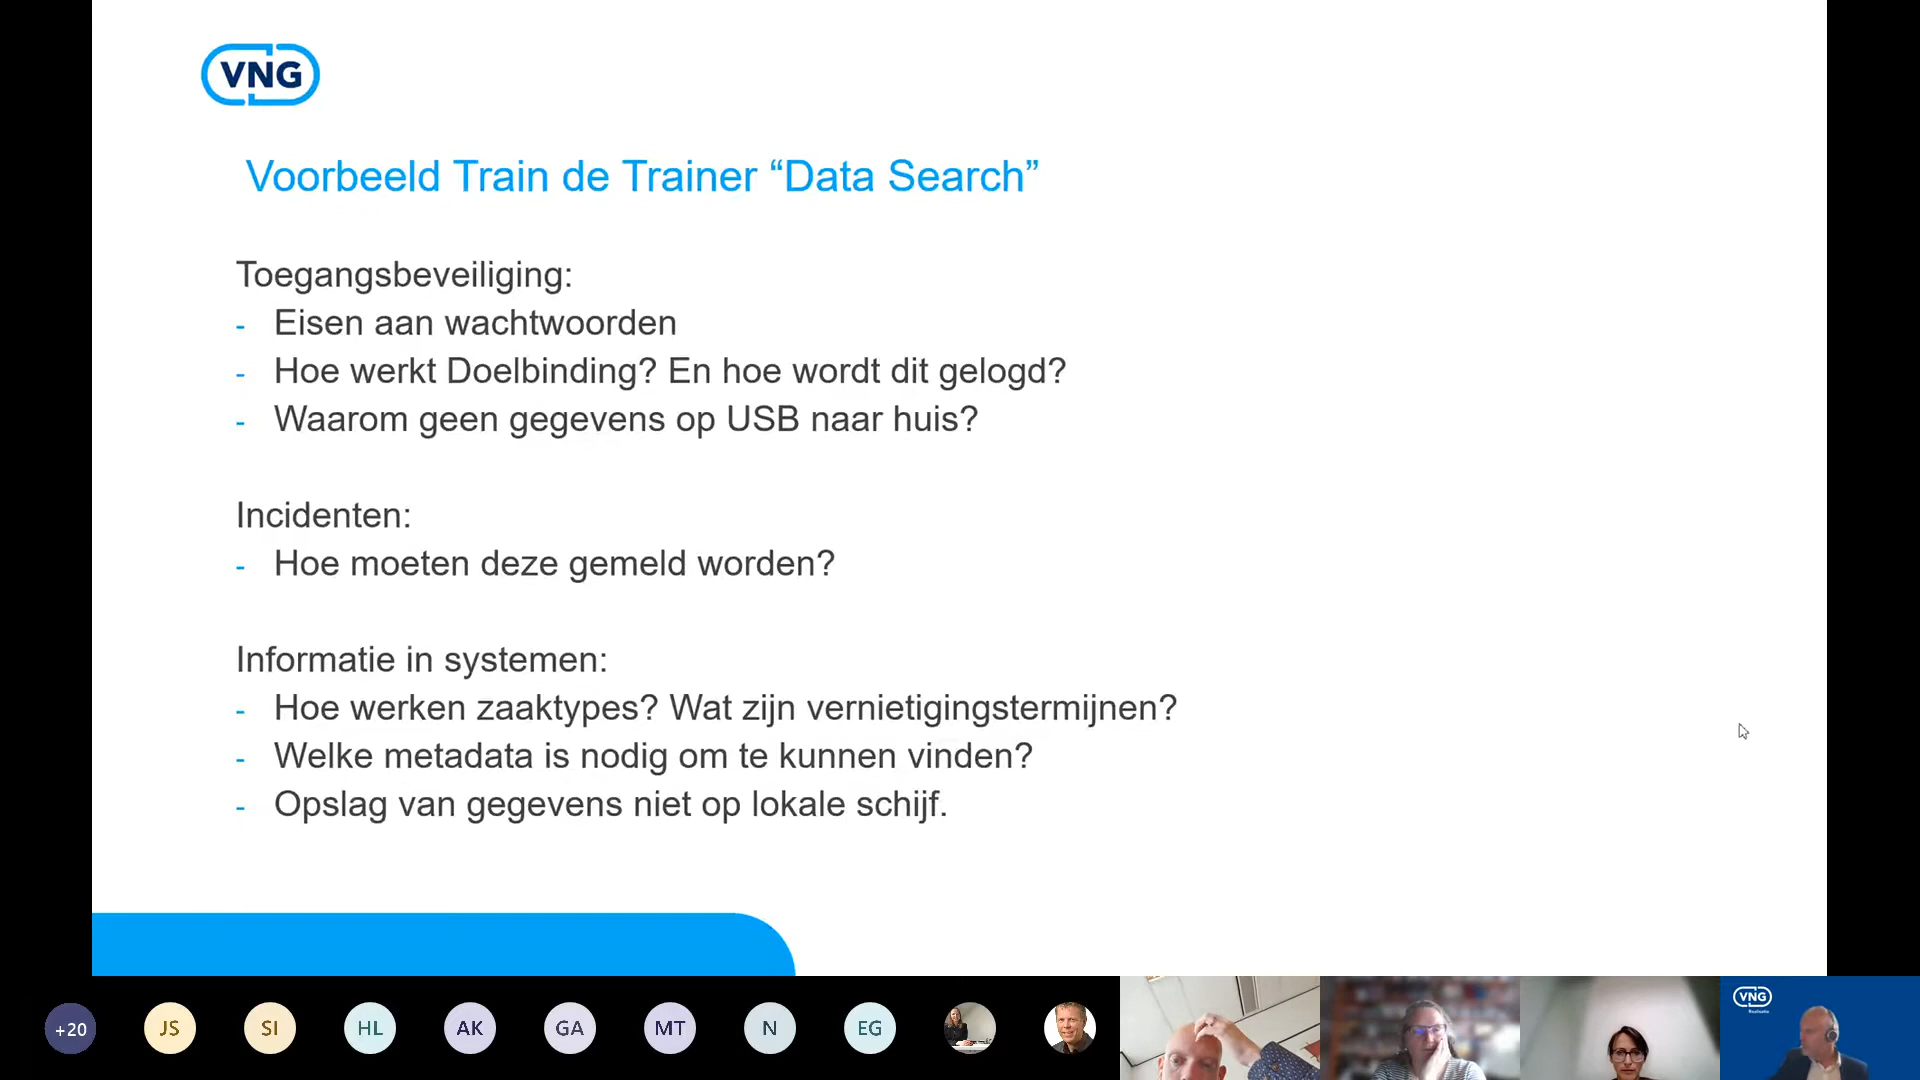 VNG
Voorbeeld Train de Trainer “Data Search”
Toegangsbeveiliging:
- Eisen aan wachtwoorden
- Hoe werkt Doelbinding? En hoe wordt dit gelogd?
- Waarom geen gegevens op USB naar huis?
Incidenten:
- Hoe moeten deze gemeld worden?
Informatie in systemen:
- Hoe werken zaaktypes? Wat zijn vernietigingstermijnen?
- Welke metadata is nodig om te kunnen vinden?
- Opslag van gegevens niet op lokale schijf.
+20 JS SI HL AK GA MT N EG
VNG
Realisatie